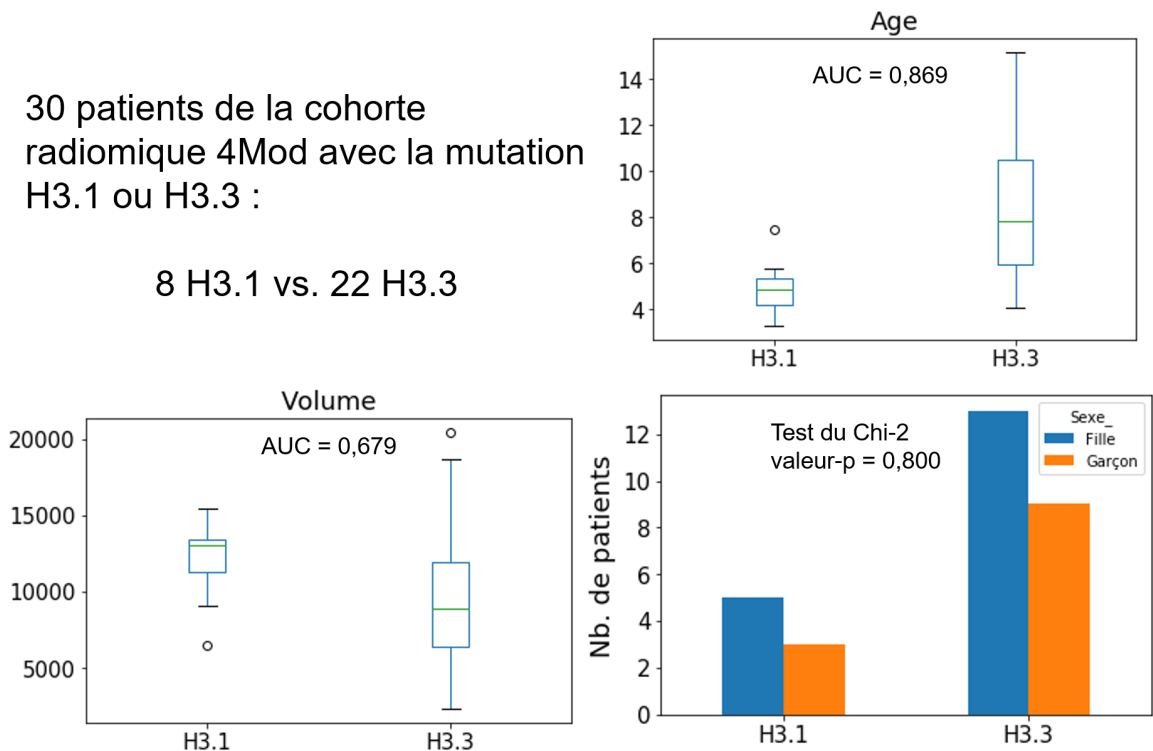 30 patients de la cohorte
radiomique 4Mod avec la mutation
H3.1 ou H3.3 :
8 H3.1 vs. 22 H3.3
Age
AUC = 0,869
14
12
10
8
6
4
H3.1 H3.3
Volume
AUC = 0,679
20000
15000
10000
5000
H3.1 H3.3
Test du Chi-2
valeur-p = 0,800
Sexe_
Fille
Garçon
Nb. de patients
12
10
8
6
4
2
0
H3.1 H3.3